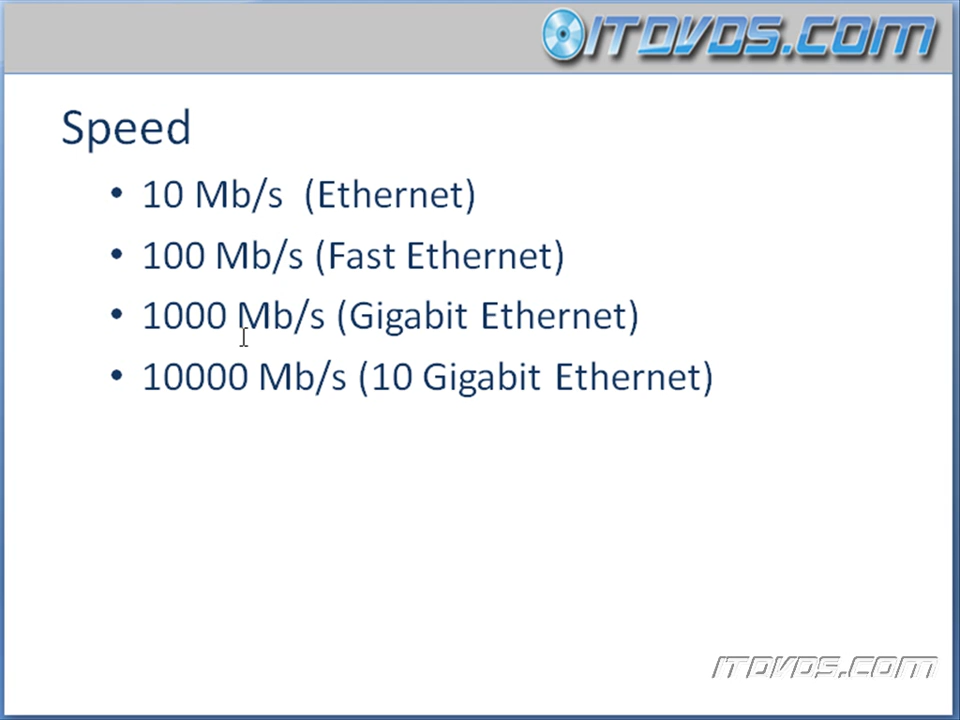 ITDVDS.COM
Speed
• 10 Mb/s  (Ethernet)
• 100 Mb/s (Fast Ethernet)
• 1000 Mb/s (Gigabit Ethernet)
• 10000 Mb/s (10 Gigabit Ethernet)
ITDVDS.COM